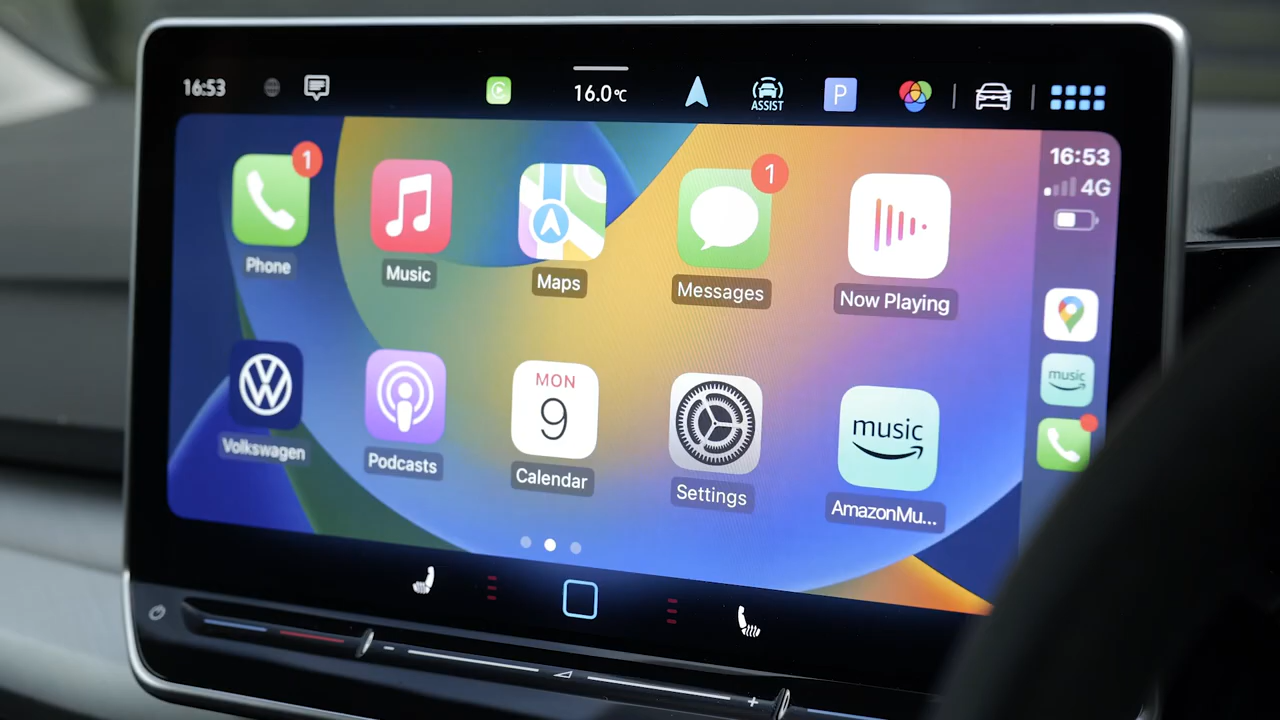 16:53
16.0°C
ASSIST
P
16:53
4G
1
1
Phone
Music
Maps
Messages
Now Playing
music
MON
9
music
Volkswagen
Podcasts
Calendar
Settings
AmazonMu...
- +